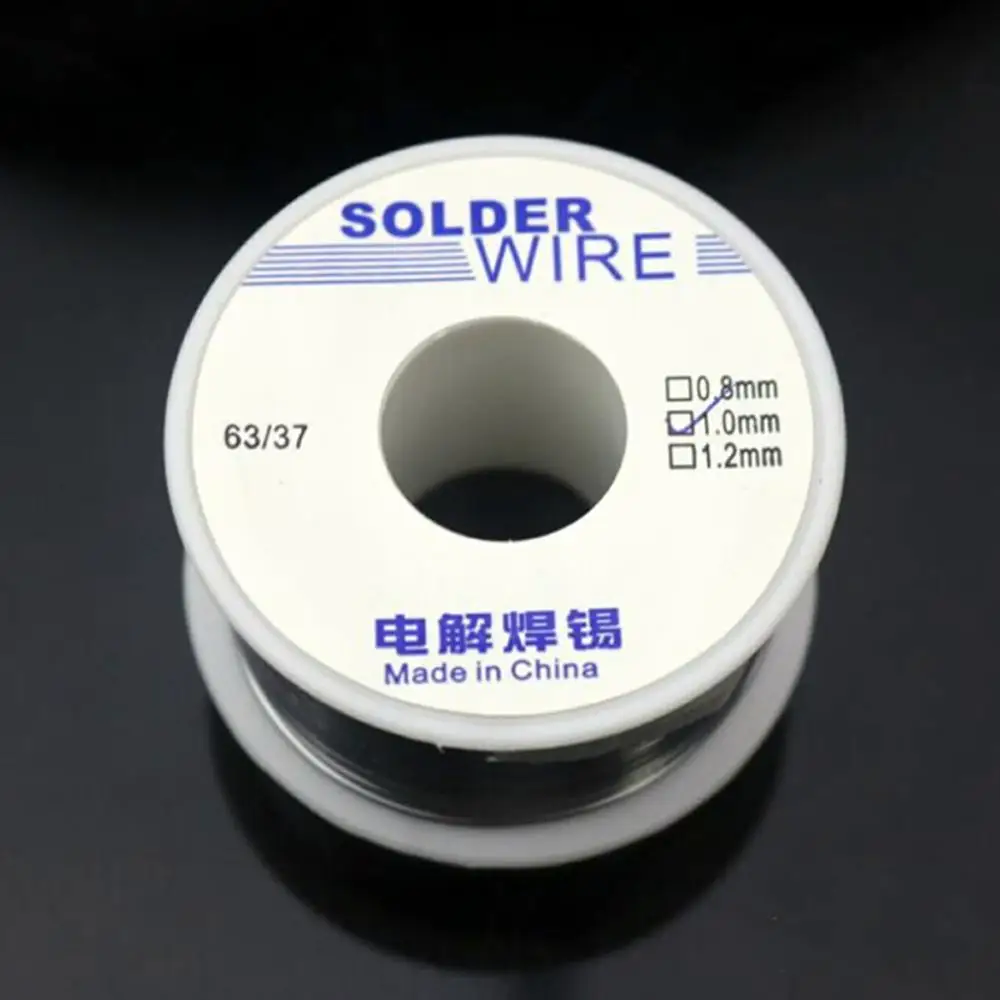 SOLDER
WIRE
63/37
0.8mm
1.0mm
1.2mm
电解焊锡
Made in China